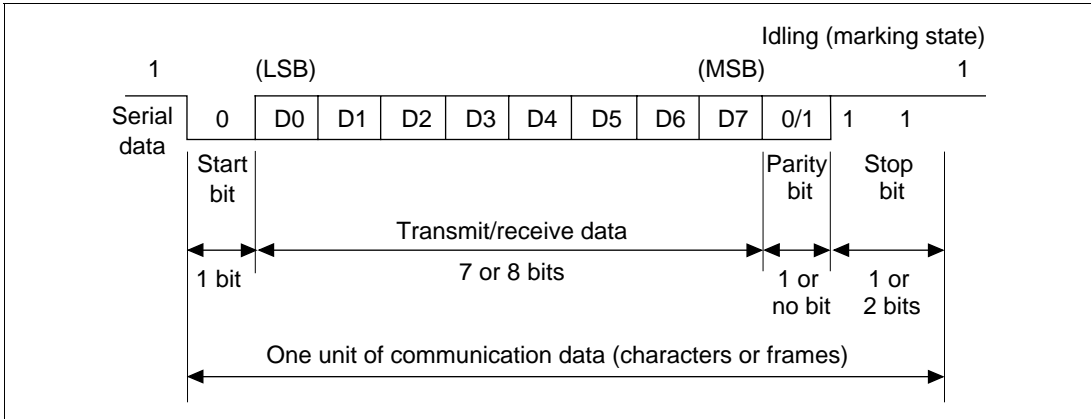 Idling (marking state)
1 (LSB) (MSB) 1
Serial data 0 D0 D1 D2 D3 D4 D5 D6 D7 0/1 1 1
Start bit
Parity bit
Stop bit
Transmit/receive data
1 bit
7 or 8 bits
1 or no bit
1 or 2 bits
One unit of communication data (characters or frames)